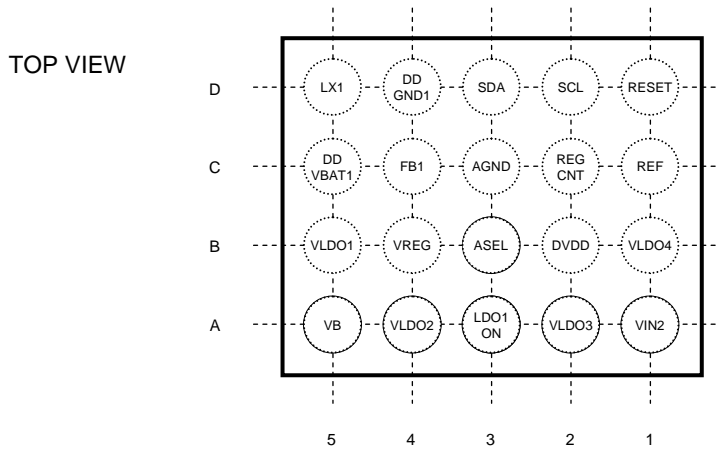 TOP VIEW
D LX1 DD GND1 SDA SCL RESET
C DD VBAT1 FB1 AGND REG CNT REF
B VLDO1 VREG ASEL DVDD VLDO4
A VB VLDO2 LDO1 ON VLDO3 VIN2
5 4 3 2 1